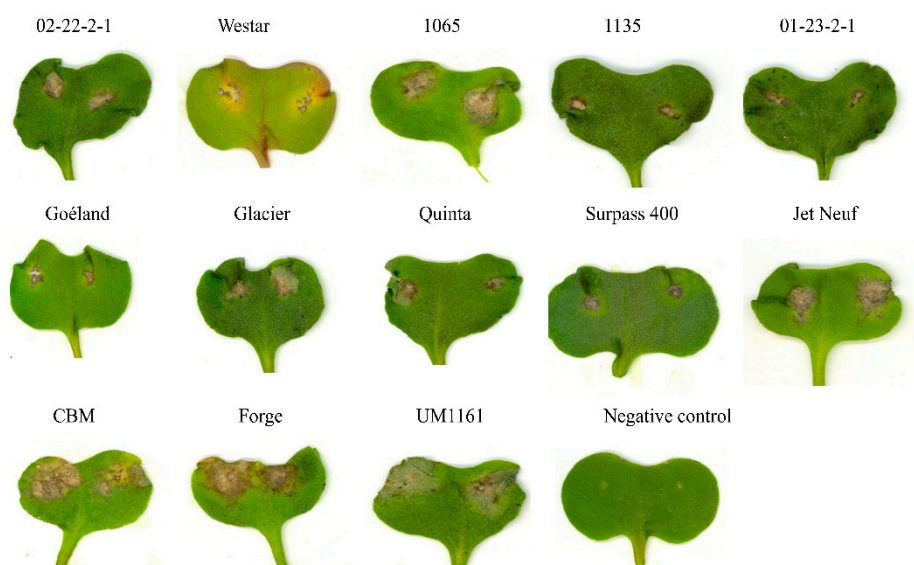 02-22-2-1 Westar 1065 1135 01-23-2-1
Goéland Glacier Quinta Surpass 400 Jet Neuf
CBM Forge UM1161 Negative control